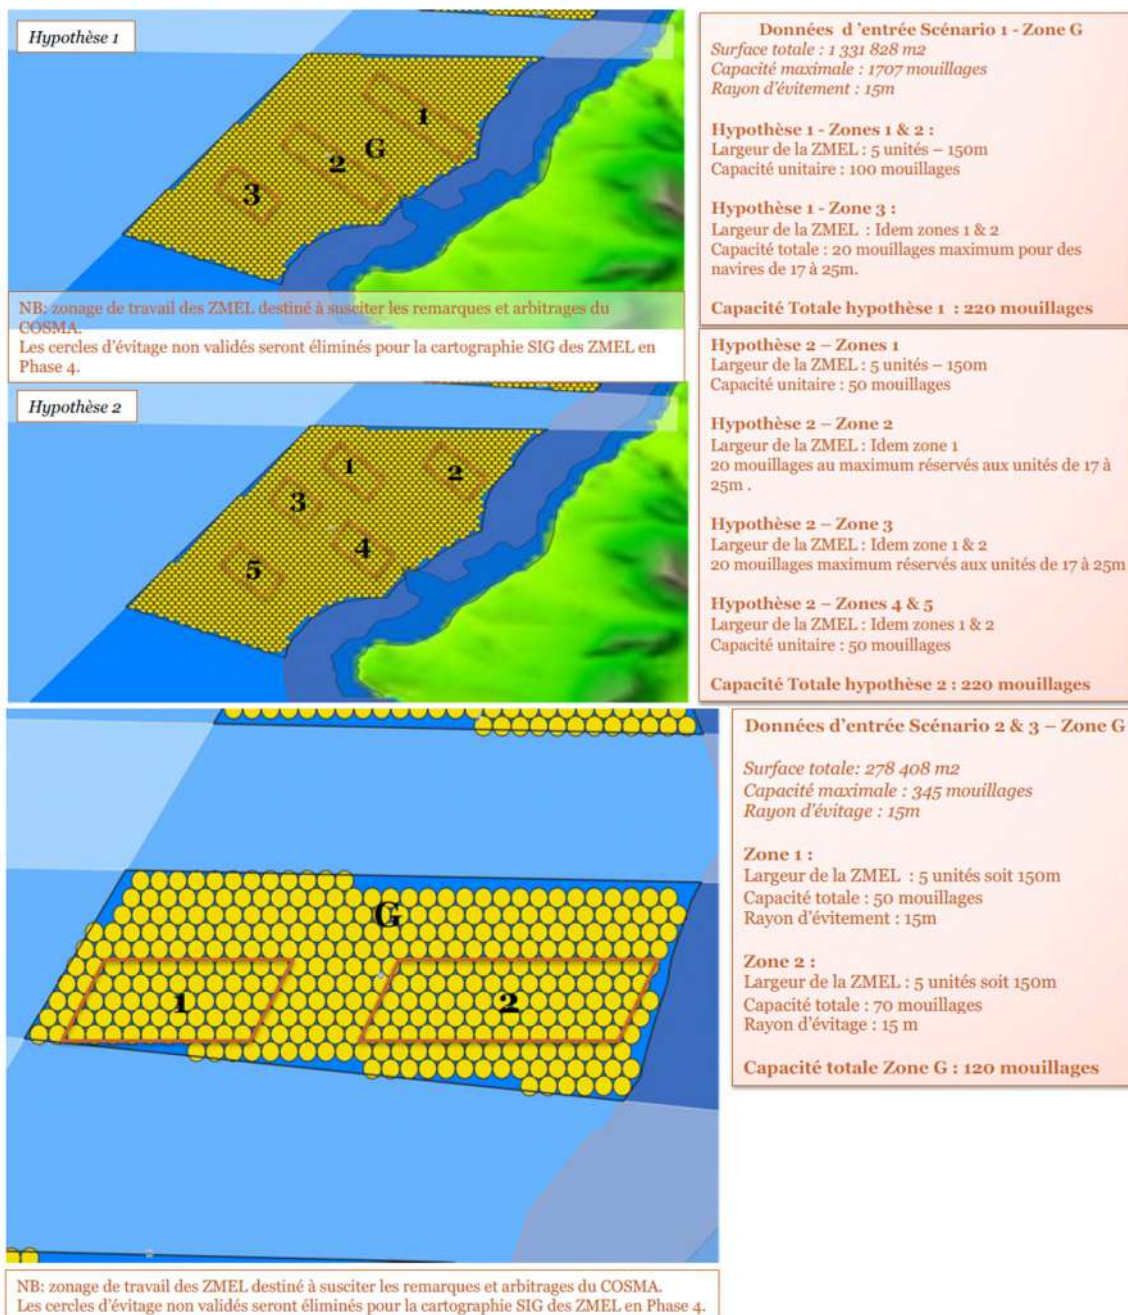 Hypothèse 1
1
2
G
3
NB: zonage de travail des ZMEL destiné à susciter les remarques et arbitrages du
COSMA.
Les cercles d'évitage non validés seront éliminés pour la cartographie SIG des ZMEL en
Phase 4.
Données d 'entrée Scénario 1 - Zone G
Surface totale : 1 331 828 m2
Capacité maximale : 1707 mouillages
Rayon d'évitement : 15m
Hypothèse 1 - Zones 1 & 2 :
Largeur de la ZMEL : 5 unités – 150m
Capacité unitaire : 100 mouillages
Hypothèse 1 - Zone 3 :
Largeur de la ZMEL : Idem zones 1 & 2
Capacité totale : 20 mouillages maximum pour des
navires de 17 à 25m.
Capacité Totale hypothèse 1 : 220 mouillages
Hypothèse 2
1
2
3
4
5
Hypothèse 2 – Zones 1
Largeur de la ZMEL : 5 unités – 150m
Capacité unitaire : 50 mouillages
Hypothèse 2 – Zone 2
Largeur de la ZMEL : Idem zone 1
20 mouillages au maximum réservés aux unités de 17 à
25m .
Hypothèse 2 – Zone 3
Largeur de la ZMEL : Idem zone 1 & 2
20 mouillages maximum réservés aux unités de 17 à 25m
Hypothèse 2 – Zones 4 & 5
Largeur de la ZMEL : Idem zones 1 & 2
Capacité unitaire : 50 mouillages
Capacité Totale hypothèse 2 : 220 mouillages
G
1
2
Données d'entrée Scénario 2 & 3 – Zone G
Surface totale: 278 408 m2
Capacité maximale : 345 mouillages
Rayon d'évitage : 15m
Zone 1 :
Largeur de la ZMEL : 5 unités soit 150m
Capacité totale : 50 mouillages
Rayon d'évitement : 15m
Zone 2 :
Largeur de la ZMEL : 5 unités soit 150m
Capacité totale : 70 mouillages
Rayon d'évitage : 15 m
Capacité totale Zone G : 120 mouillages
NB: zonage de travail des ZMEL destiné à susciter les remarques et arbitrages du COSMA.
Les cercles d'évitage non validés seront éliminés pour la cartographie SIG des ZMEL en Phase 4.